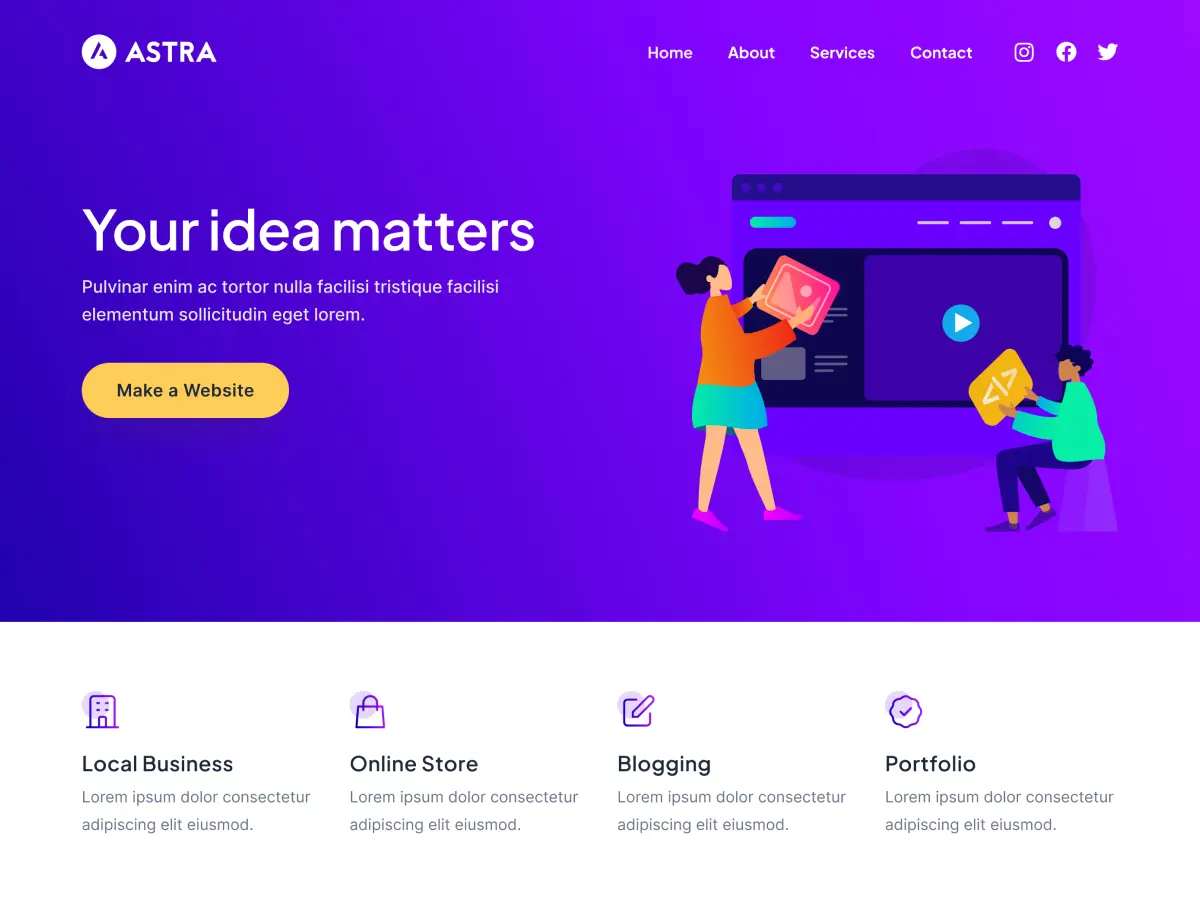 ASTRA
Home About Services Contact
Your idea matters
Pulvinar enim ac tortor nulla facilisi tristique facilisi
elementum sollicitudin eget lorem.
Make a Website
</>
Local Business
Lorem ipsum dolor consectetur
adipiscing elit eiusmod.
Online Store
Lorem ipsum dolor consectetur
adipiscing elit eiusmod.
Blogging
Lorem ipsum dolor consectetur
adipiscing elit eiusmod.
Portfolio
Lorem ipsum dolor consectetur
adipiscing elit eiusmod.